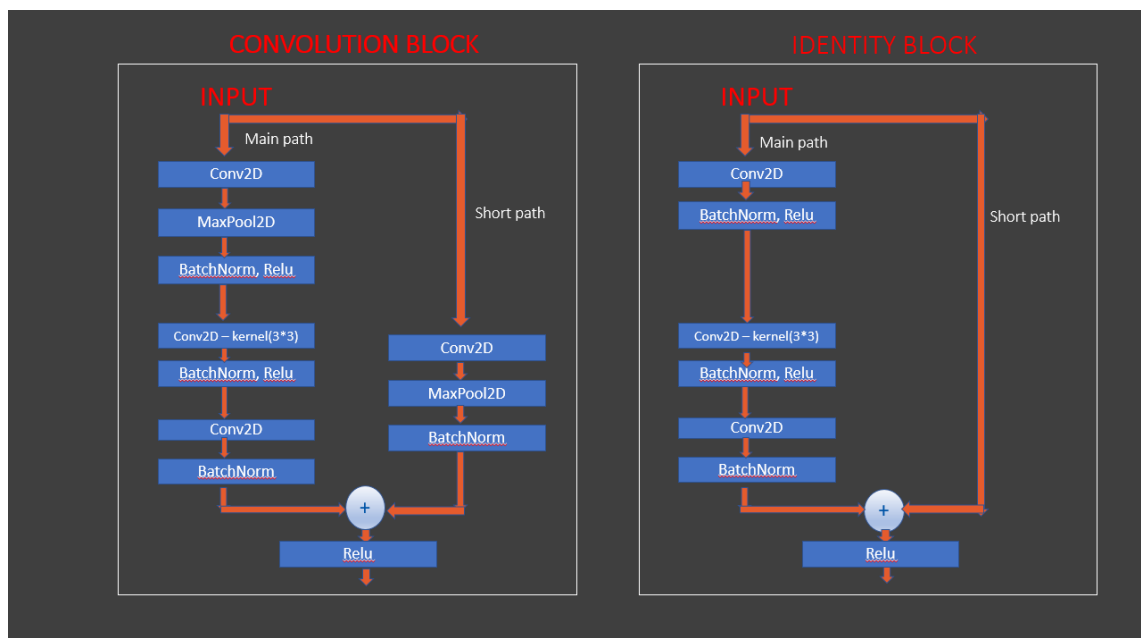 CONVOLUTION BLOCK
INPUT
Main path
Conv2D
MaxPool2D
BatchNorm, Relu
Conv2D – kernel(3*3)
BatchNorm, Relu
Conv2D
BatchNorm
Short path
Conv2D
MaxPool2D
BatchNorm
+
Relu
IDENTITY BLOCK
INPUT
Main path
Conv2D
BatchNorm, Relu
Conv2D – kernel(3*3)
BatchNorm, Relu
Conv2D
BatchNorm
Short path
+
Relu